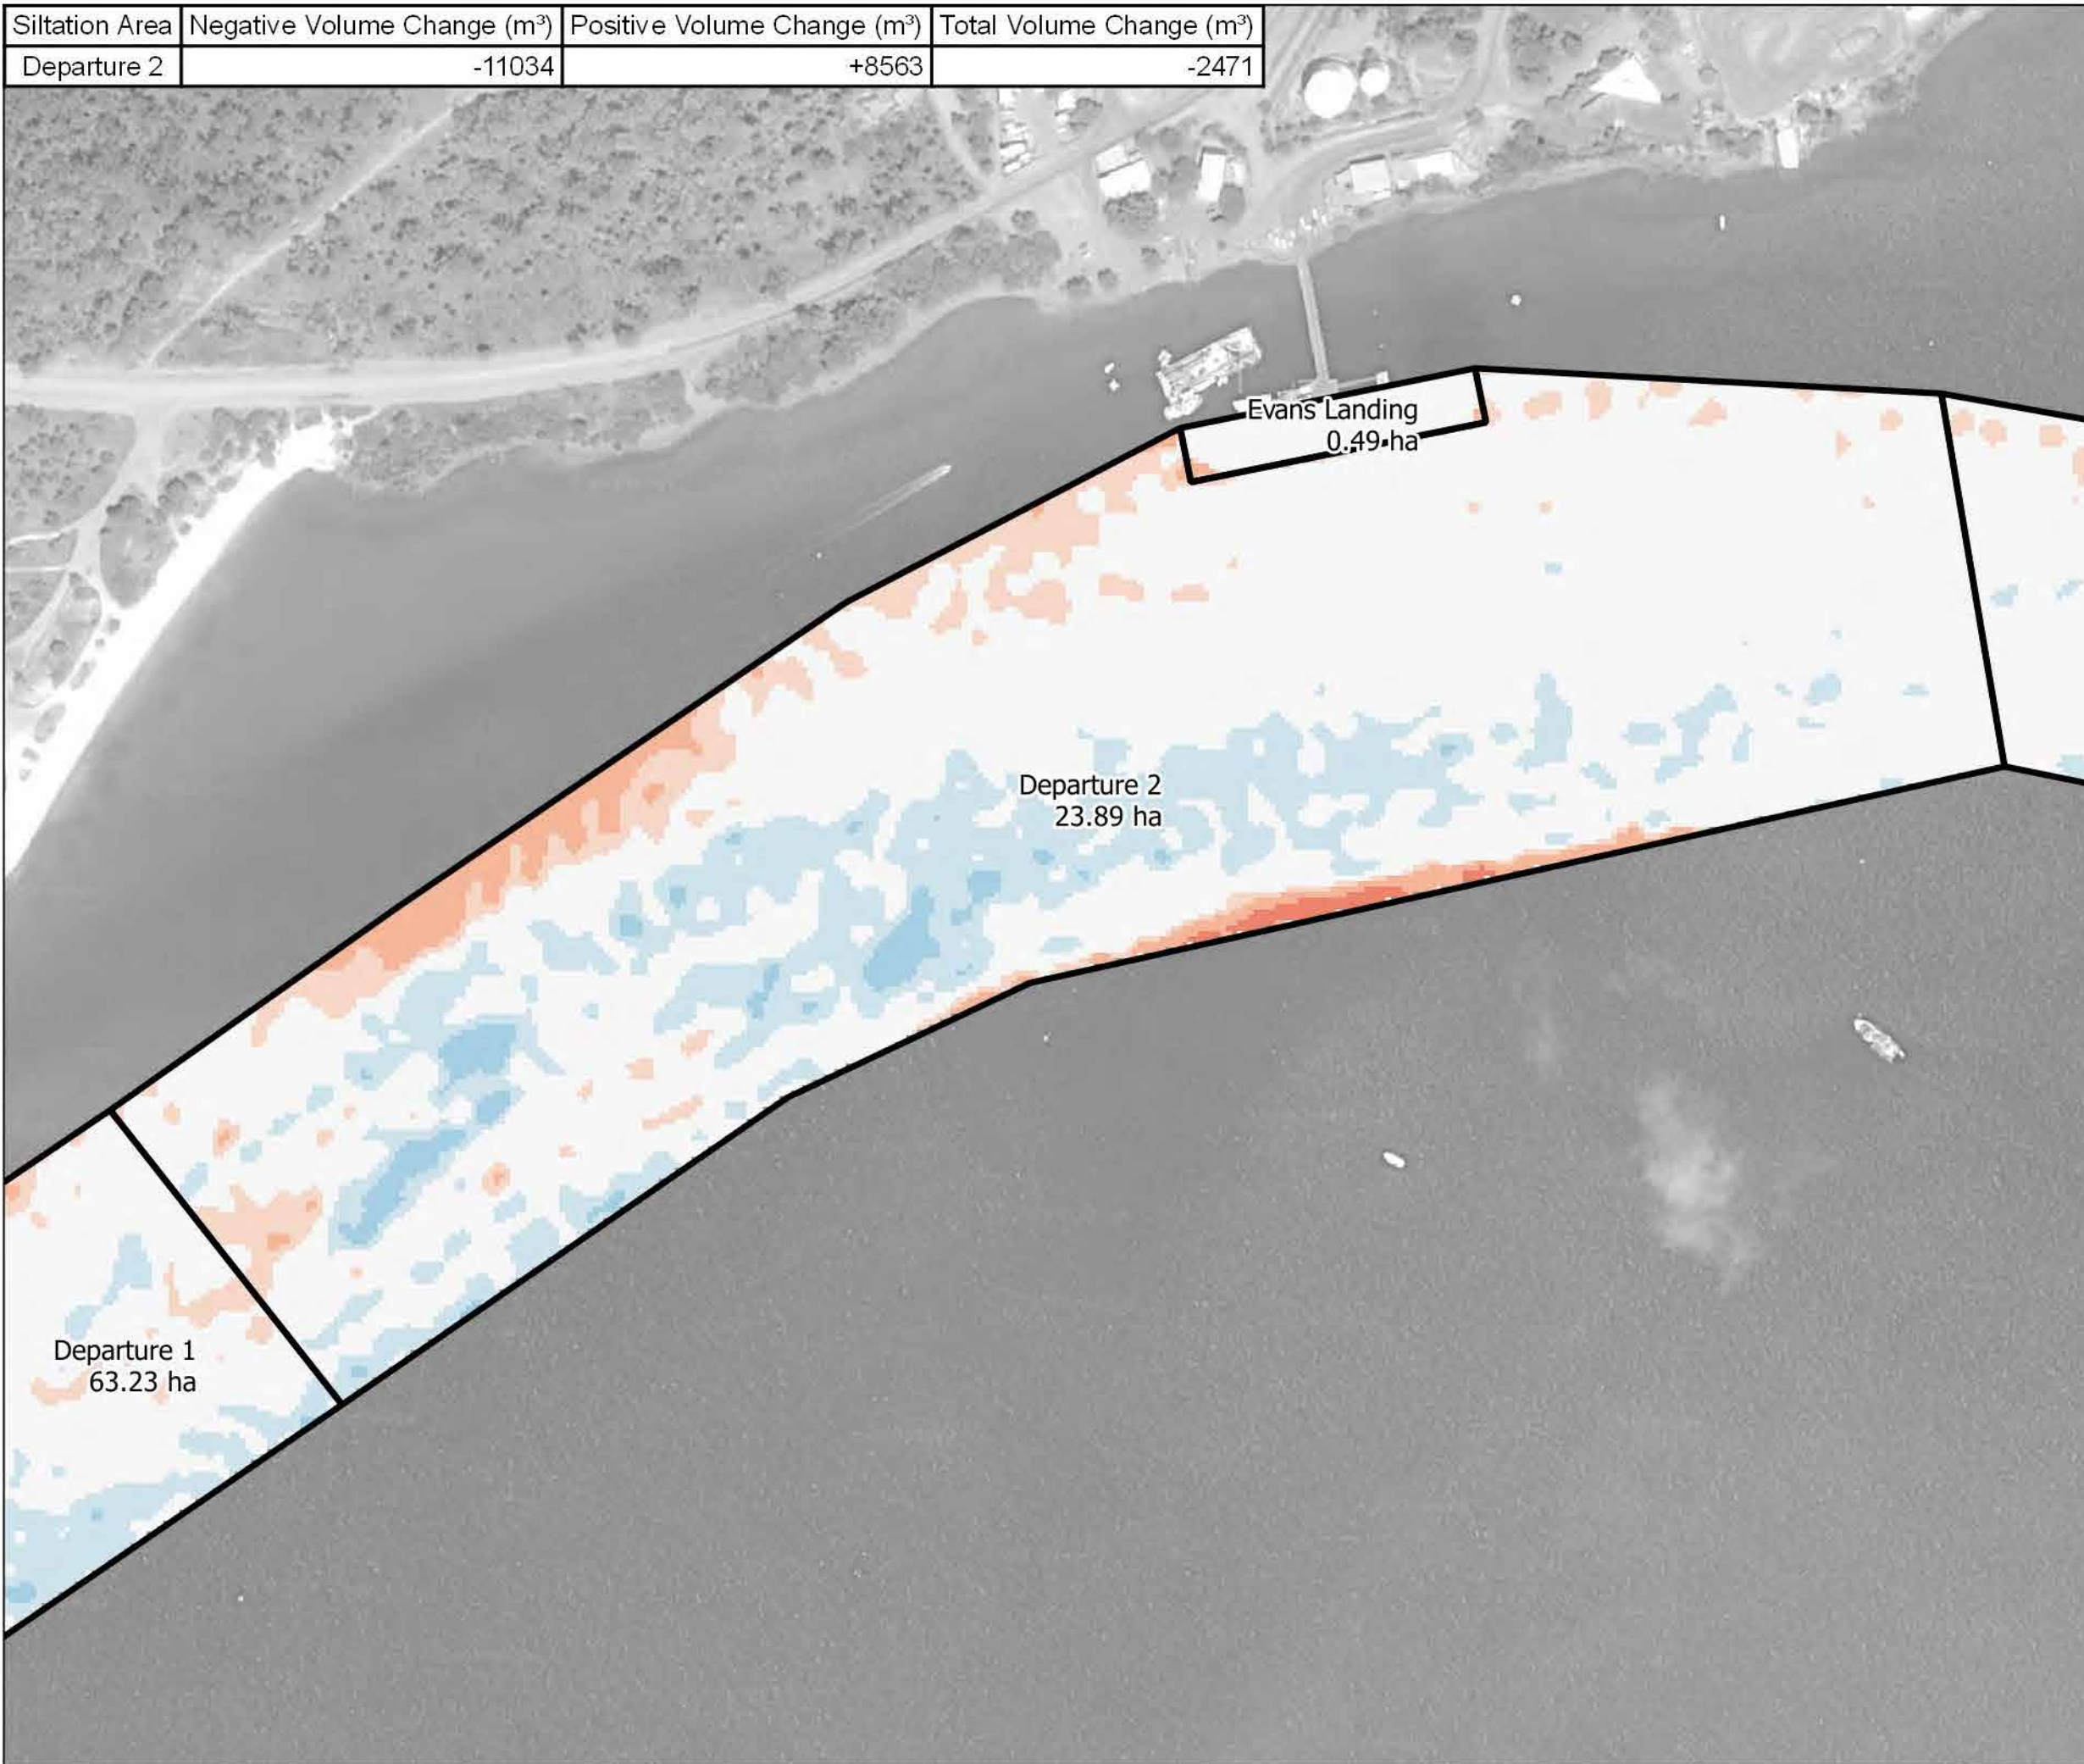 Siltation Area Negative Volume Change (m³) Positive Volume Change (m³) Total Volume Change (m³)
Departure 2 -11034 +8563 -2471
Evans Landing
0.49 ha
Departure 2
23.89 ha
Departure 1
63.23 ha